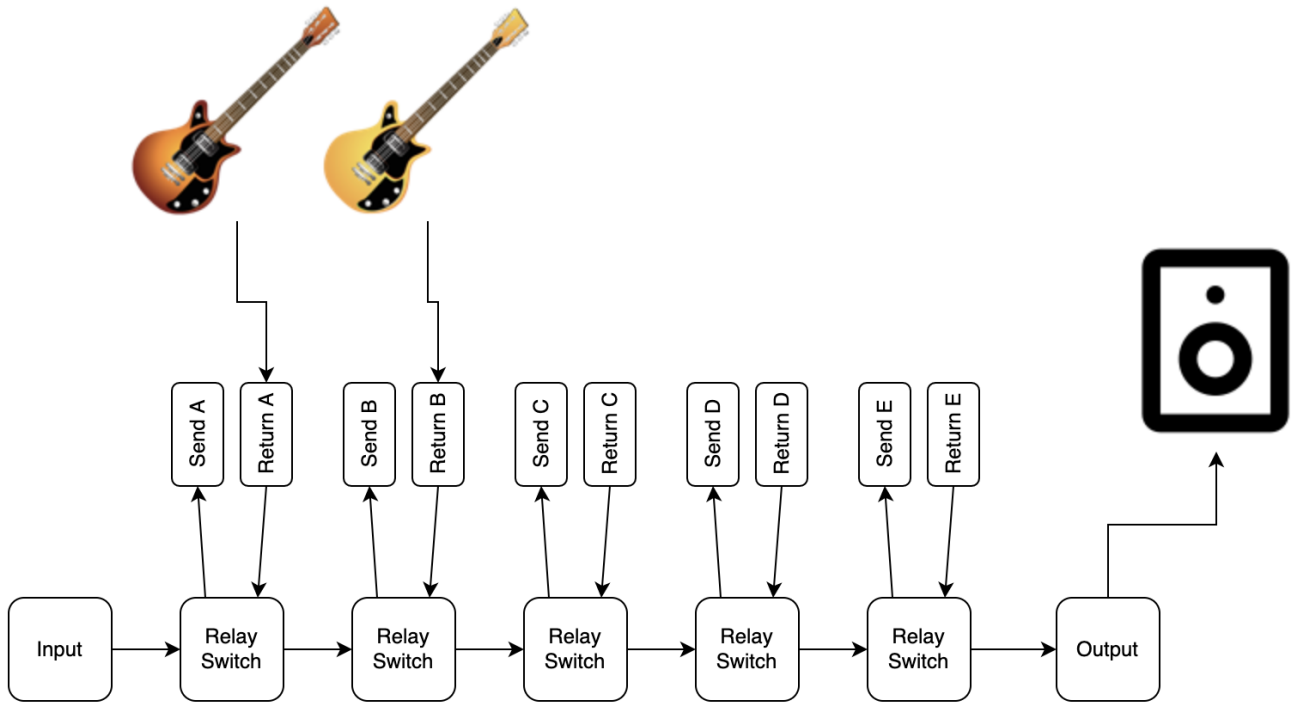 Send A
Return A
Send B
Return B
Send C
Return C
Send D
Return D
Send E
Return E
Input
Relay
Switch
Relay
Switch
Relay
Switch
Relay
Switch
Relay
Switch
Output